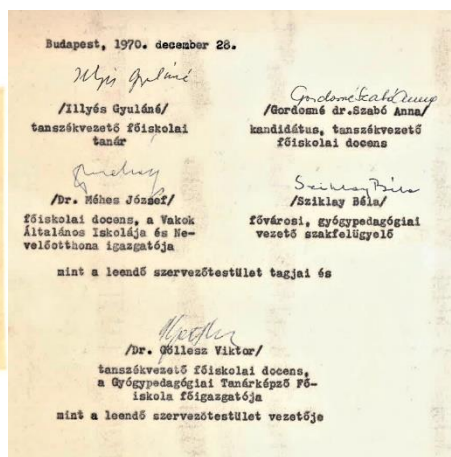 Budapest, 1970. december 28.
Illyés Gyuláné
/Illyés Gyuláné/
tanszékvezető főiskolai
tanár
Gordosné Szabó Anna
/Gordosné dr.Szabó Anna/
kandidátus, tanszékvezető
főiskolai docens
/Dr. Méhes József/
főiskolai docens, a Vakok
Általános Iskolája és Ne-
velőotthona igazgatója
Sziklay Béla
/Sziklay Béla/
fővárosi, gyógypedagógiai
vezető szakfelügyelő
mint a leendő szervezőtestület tagjai és
/Dr. Göllesz Viktor/
tanszékvezető főiskolai docens,
a Gyógypedagógiai Tanárképző Fő-
iskola főigazgatója
mint a leendő szervezőtestület vezetője